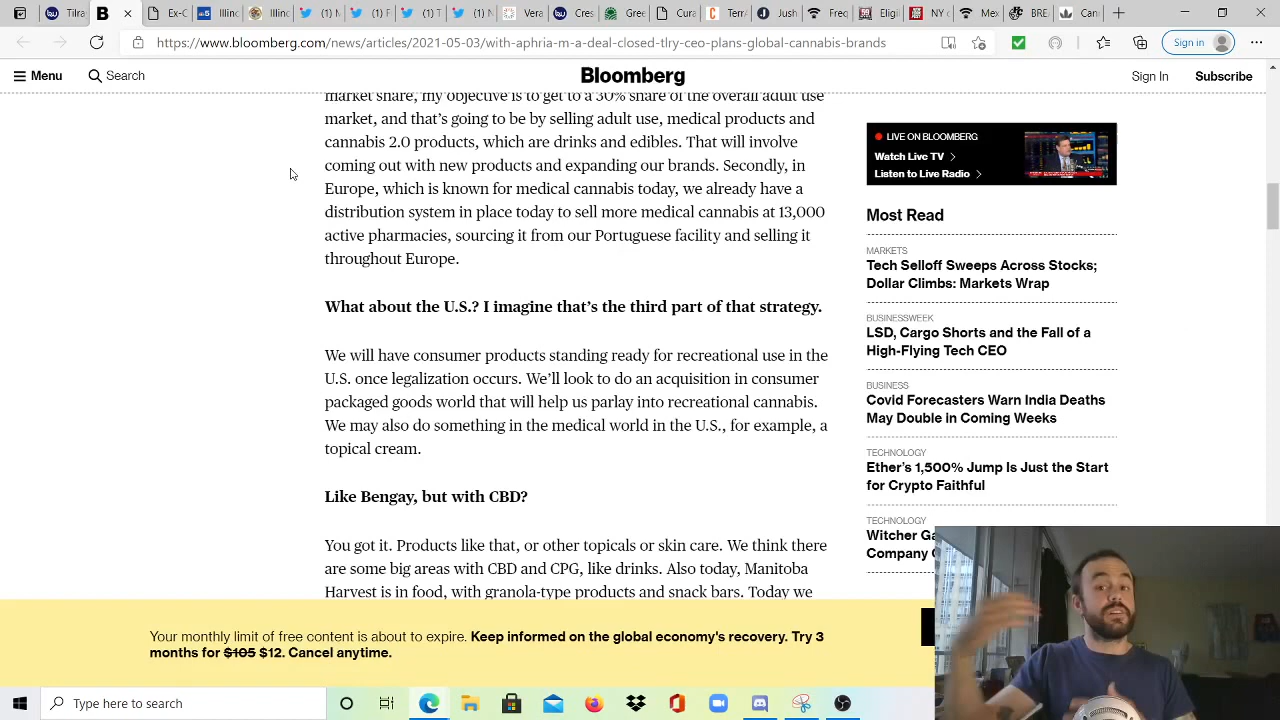 E-C
Illino
Illino
Tw
Twi
Twi
Gre
Cre
Juss
Fred
Me
Me
https://www.bloomberg.com/news/articles/2021-05-03/with-aphria-m-a-deal-closed-tlry-ceo-plans-global-cannabis-brands
Sign in
Menu
Search
Bloomberg
Sign In
Subscribe
market share, my objective is to get to a 30% share of the overall adult use
market, and that's going to be by selling adult use, medical products and
cannabis 2.0 products, which are drinks and edibles. That will involve
coming out with new products and expanding our brands. Secondly, in
Europe, which is known for medical cannabis today, we already have a
distribution system in place today to sell more medical cannabis at 13,000
active pharmacies, sourcing it from our Portuguese facility and selling it
throughout Europe.
What about the U.S.? I imagine that's the third part of that strategy.
We will have consumer products standing ready for recreational use in the
U.S. once legalization occurs. We'll look to do an acquisition in consumer
packaged goods world that will help us parlay into recreational cannabis.
We may also do something in the medical world in the U.S., for example, a
topical cream.
Like Bengay, but with CBD?
You got it. Products like that, or other topicals or skin care. We think there
are some big areas with CBD and CPG, like drinks. Also today, Manitoba
Harvest is in food, with granola-type products and snack bars. Today we
LIVE ON BLOOMBERG
Watch Live TV
Listen to Live Radio
Most Read
MARKETS
Tech Selloff Sweeps Across Stocks;
Dollar Climbs: Markets Wrap
BUSINESSWEEK
LSD, Cargo Shorts and the Fall of a
High-Flying Tech CEO
BUSINESS
Covid Forecasters Warn India Deaths
May Double in Coming Weeks
TECHNOLOGY
Ether's 1,500% Jump Is Just the Start
for Crypto Faithful
TECHNOLOGY
Witcher Ga
Company
Your monthly limit of free content is about to expire. Keep informed on the global economy's recovery. Try 3
months for $105 $12. Cancel anytime.
Type here to search